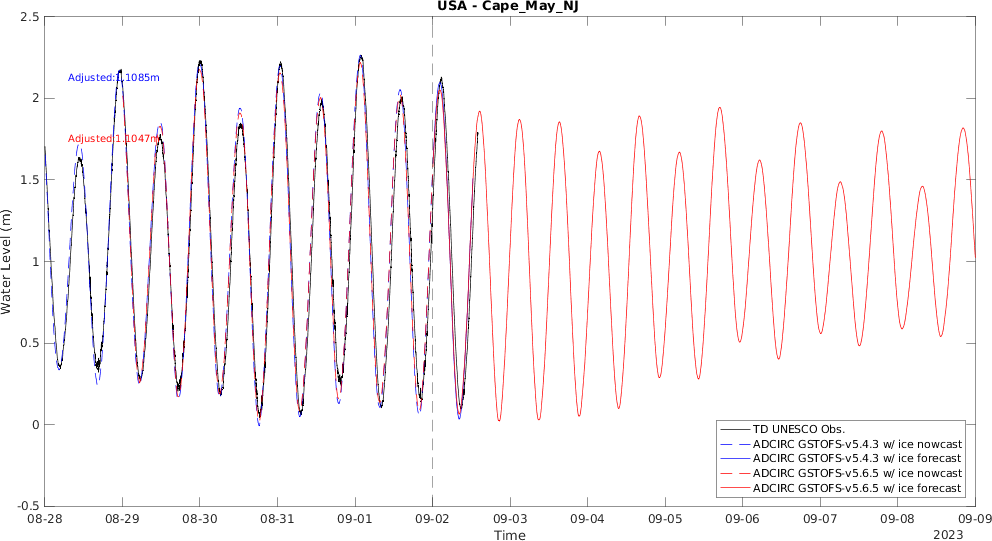 USA - Cape_May_NJ
2.5
2
1.5
1
0.5
0
-0.5
Water Level (m)
Adjusted:1.1085m
Adjusted:1.1047m
TD UNESCO Obs.
ADCIRC GSTOFS-v5.4.3 w/ ice nowcast
ADCIRC GSTOFS-v5.4.3 w/ ice forecast
ADCIRC GSTOFS-v5.6.5 w/ ice nowcast
ADCIRC GSTOFS-v5.6.5 w/ ice forecast
08-28 08-29 08-30 08-31 09-01 09-02 09-03 09-04 09-05 09-06 09-07 09-08 09-09
Time
2023